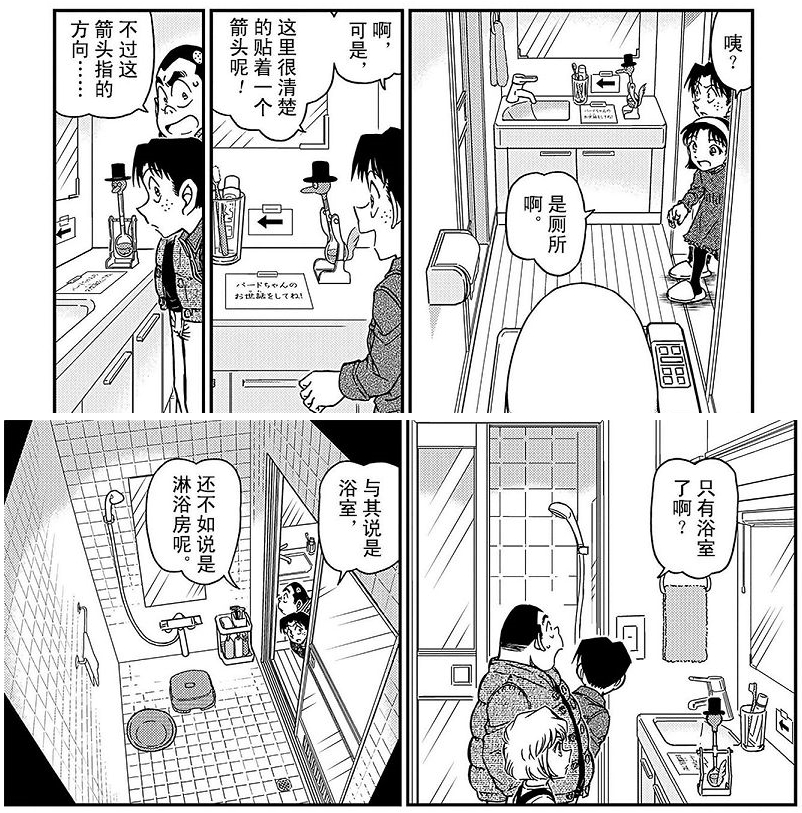 咦？
是厕所
啊。
啊，
可是，
这里很清楚
的贴着一个
箭头呢！
バードちゃんの
お世話をしてね!
不过这
箭头指的
方向……
只有浴室
了啊？
与其说是
浴室，
还不如说是
淋浴房呢。